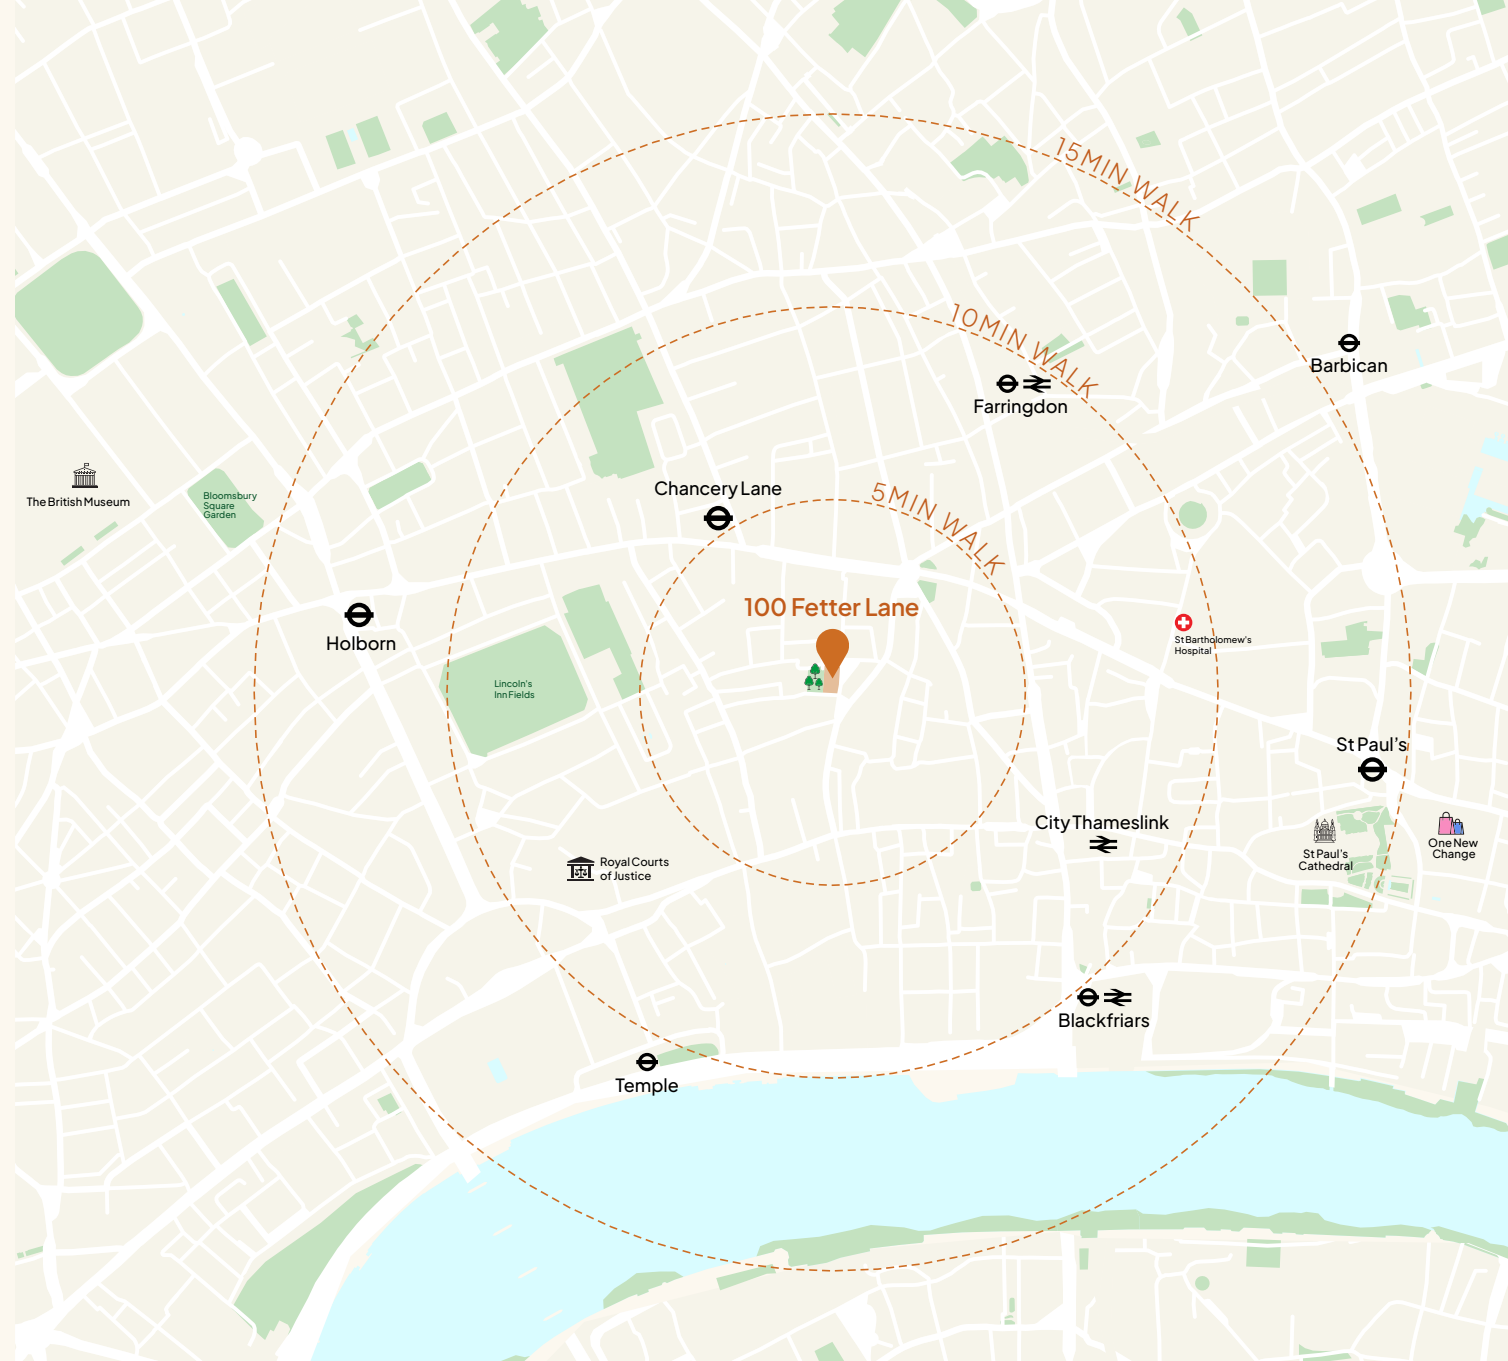 15MIN WALK
10MIN WALK
Barbican
Farringdon
The British Museum
Bloomsbury
Square
Garden
Chancery Lane
5MIN WALK
100 Fetter Lane
Holborn
St Bartholomew's
Hospital
Lincoln's
Inn Fields
St Paul's
City Thameslink
Royal Courts
of Justice
St Paul's
Cathedral
One New
Change
Blackfriars
Temple